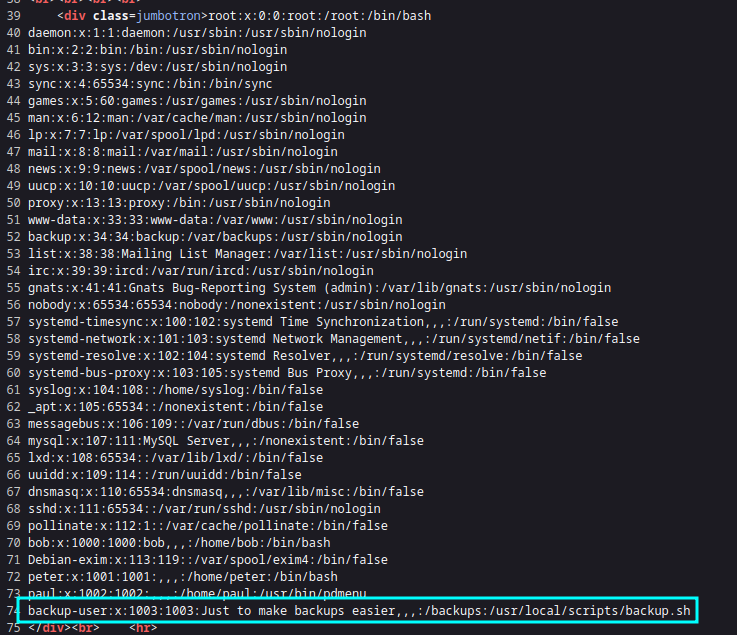 39 <div class=jumbotron>root:x:0:0:root:/root:/bin/bash
40 daemon:x:1:1:daemon:/usr/sbin:/usr/sbin/nologin
41 bin:x:2:2:bin:/bin:/usr/sbin/nologin
42 sys:x:3:3:sys:/dev:/usr/sbin/nologin
43 sync:x:4:65534:sync:/bin:/bin/sync
44 games:x:5:60:games:/usr/games:/usr/sbin/nologin
45 man:x:6:12:man:/var/cache/man:/usr/sbin/nologin
46 lp:x:7:7:lp:/var/spool/lpd:/usr/sbin/nologin
47 mail:x:8:8:mail:/var/mail:/usr/sbin/nologin
48 news:x:9:9:news:/var/spool/news:/usr/sbin/nologin
49 uucp:x:10:10:uucp:/var/spool/uucp:/usr/sbin/nologin
50 proxy:x:13:13:proxy:/bin:/usr/sbin/nologin
51 www-data:x:33:33:www-data:/var/www:/usr/sbin/nologin
52 backup:x:34:34:backup:/var/backups:/usr/sbin/nologin
53 list:x:38:38:Mailing List Manager:/var/list:/usr/sbin/nologin
54 irc:x:39:39:ircd:/var/run/ircd:/usr/sbin/nologin
55 gnats:x:41:41:Gnats Bug-Reporting System (admin):/var/lib/gnats:/usr/sbin/nologin
56 nobody:x:65534:65534:nobody:/nonexistent:/usr/sbin/nologin
57 systemd-timesync:x:100:102:systemd Time Synchronization,,,:/run/systemd:/bin/false
58 systemd-network:x:101:103:systemd Network Management,,,:/run/systemd/netif:/bin/false
59 systemd-resolve:x:102:104:systemd Resolver,,,:/run/systemd/resolve:/bin/false
60 systemd-bus-proxy:x:103:105:systemd Bus Proxy,,,:/run/systemd:/bin/false
61 syslog:x:104:108::/home/syslog:/bin/false
62 _apt:x:105:65534::/nonexistent:/bin/false
63 messagebus:x:106:109::/var/run/dbus:/bin/false
64 mysql:x:107:111:MySQL Server,,,:/nonexistent:/bin/false
65 lxd:x:108:65534::/var/lib/lxd/:/bin/false
66 uuidd:x:109:114::/run/uuidd:/bin/false
67 dnsmasq:x:110:65534:dnsmasq,,,:/var/lib/misc:/bin/false
68 sshd:x:111:65534::/var/run/sshd:/usr/sbin/nologin
69 pollinate:x:112:1::/var/cache/pollinate:/bin/false
70 bob:x:1000:1000:bob,,,:/home/bob:/bin/bash
71 Debian-exim:x:113:119::/var/spool/exim4:/bin/false
72 peter:x:1001:1001:,,,:/home/peter:/bin/bash
73 paul:x:1002:1002:,,,:/home/paul:/usr/bin/pdmenu
74 backup-user:x:1003:1003:Just to make backups easier,,,:/backups:/usr/local/scripts/backup.sh
75 </div><br> <hr>